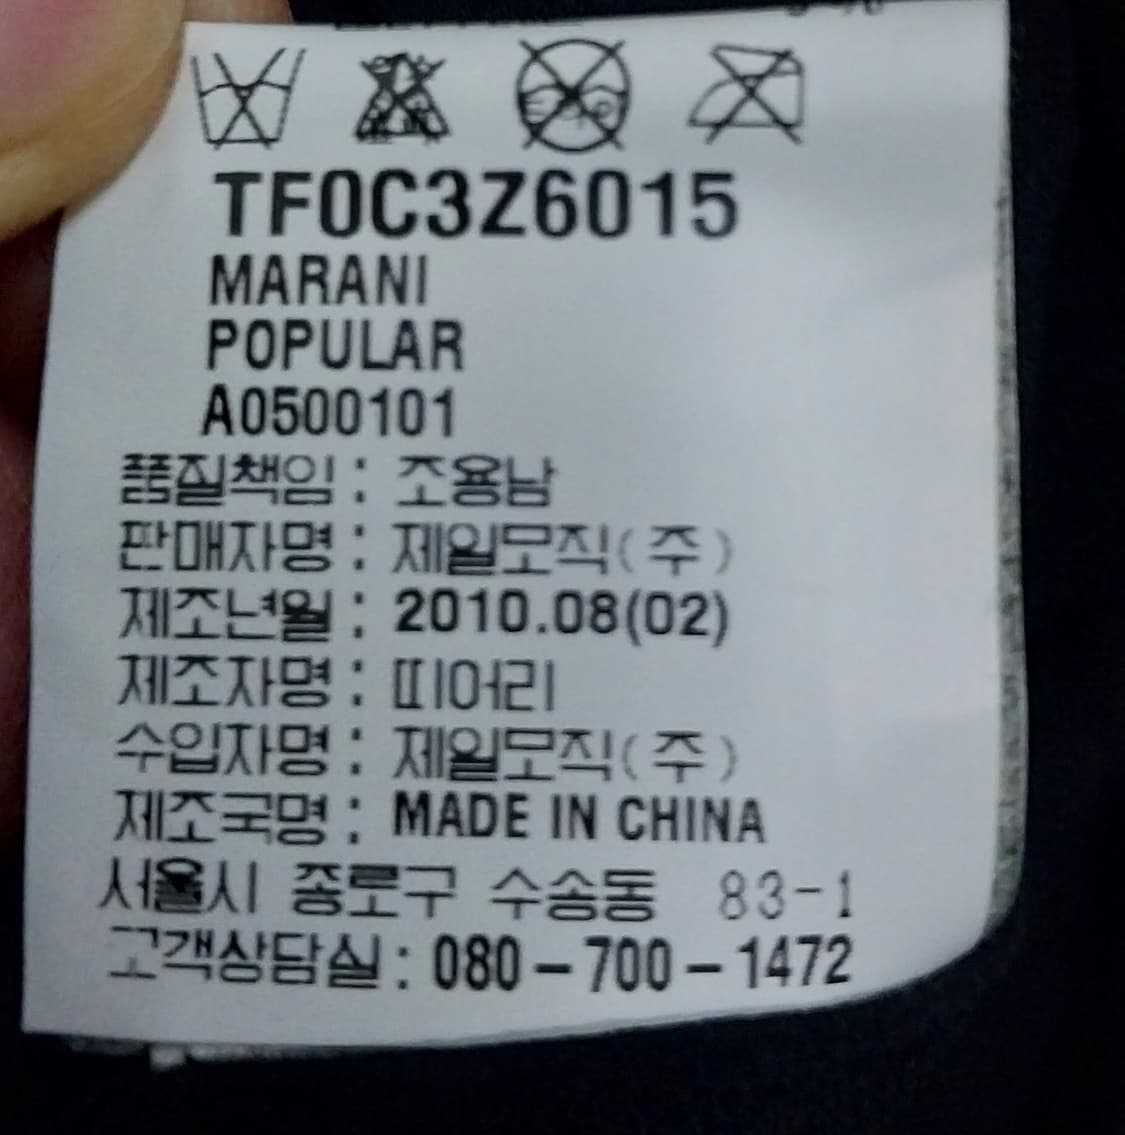 TF0C3Z6015
MARANI
POPULAR
A0500101
품질책임 : 조용남
판매자명 : 제일모직(주)
제조년월 : 2010.08(02)
제조자명 : 띠어리
수입자명 : 제일모직(주)
제조국명 : MADE IN CHINA
서울시 종로구 수송동 83-1
고객상담실 : 080-700-1472